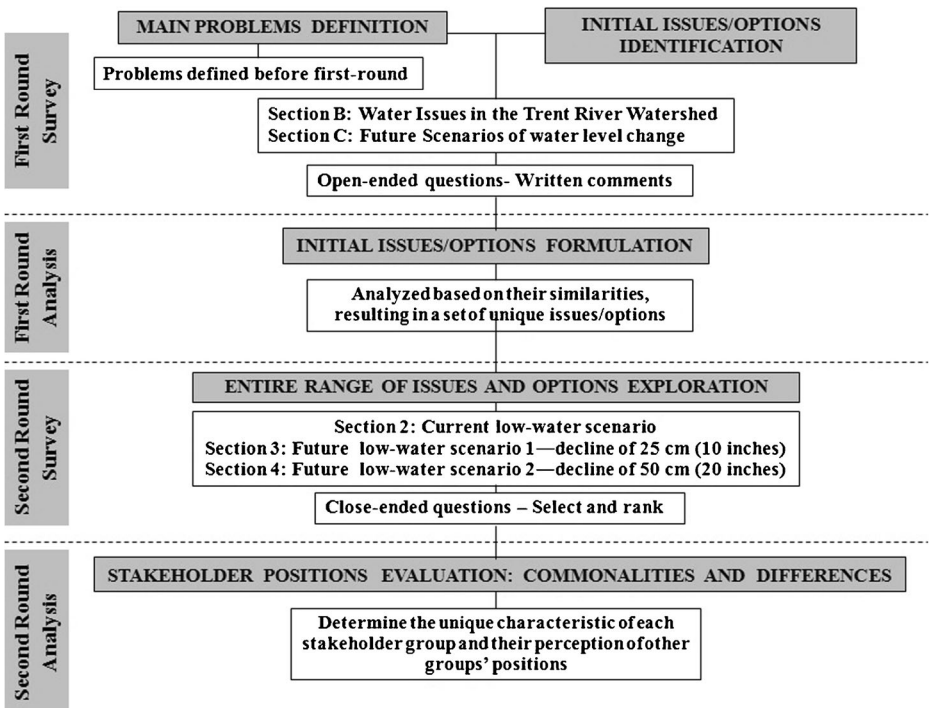 First Round
Survey
MAIN PROBLEMS DEFINITION
INITIAL ISSUES/OPTIONS
IDENTIFICATION
Problems defined before first-round
Section B: Water Issues in the Trent River Watershed
Section C: Future Scenarios of water level change
Open-ended questions- Written comments
First Round
Analysis
INITIAL ISSUES/OPTIONS FORMULATION
Analyzed based on their similarities,
resulting in a set of unique issues/options
Second Round
Survey
ENTIRE RANGE OF ISSUES AND OPTIONS EXPLORATION
Section 2: Current low-water scenario
Section 3: Future low-water scenario 1—decline of 25 cm (10 inches)
Section 4: Future low-water scenario 2—decline of 50 cm (20 inches)
Close-ended questions – Select and rank
Second Round
Analysis
STAKEHOLDER POSITIONS EVALUATION: COMMONALITIES AND DIFFERENCES
Determine the unique characteristic of each
stakeholder group and their perception of other
groups' positions